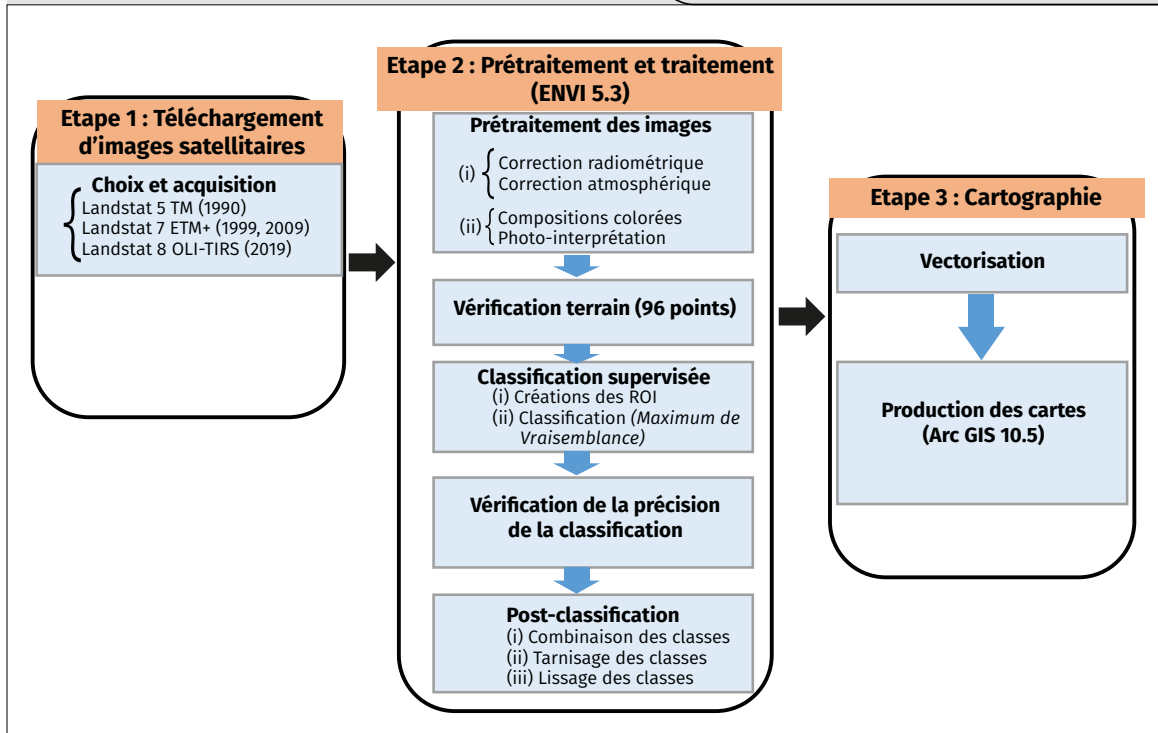 Etape 1 : Téléchargement
d'images satellitaires
Choix et acquisition
Landstat 5 TM (1990)
Landstat 7 ETM+ (1999, 2009)
Landstat 8 OLI-TIRS (2019)
Etape 2 : Prétraitement et traitement
(ENVI 5.3)
Prétraitement des images
(i) Correction radiométrique
Correction atmosphérique
(ii) Compositions colorées
Photo-interprétation
Vérification terrain (96 points)
Classification supervisée
(i) Créations des ROI
(ii) Classification (Maximum de
Vraisemblance)
Vérification de la précision
de la classification
Post-classification
(i) Combinaison des classes
(ii) Tarnisage des classes
(iii) Lissage des classes
Etape 3 : Cartographie
Vectorisation
Production des cartes
(Arc GIS 10.5)